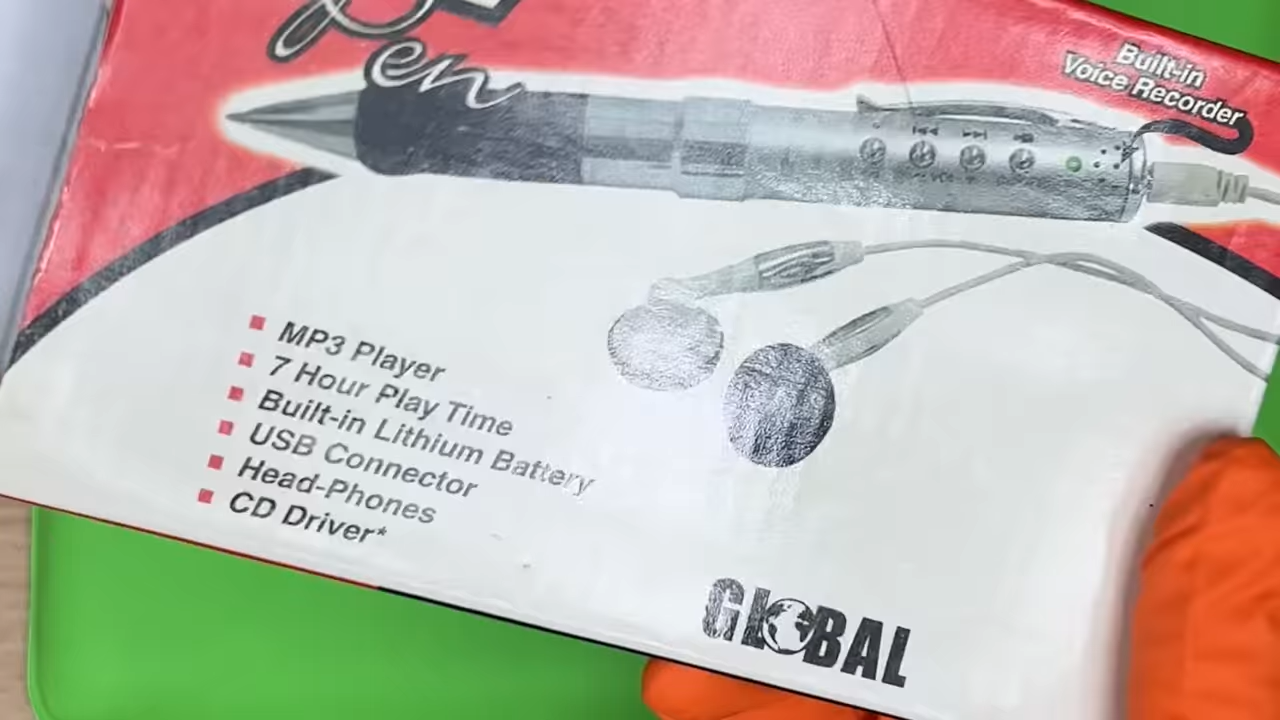 Pen
Built-in
Voice Recorder
MP3 Player
7 Hour Play Time
Built-in Lithium Battery
USB Connector
Head-Phones
CD Driver*
GLOBAL